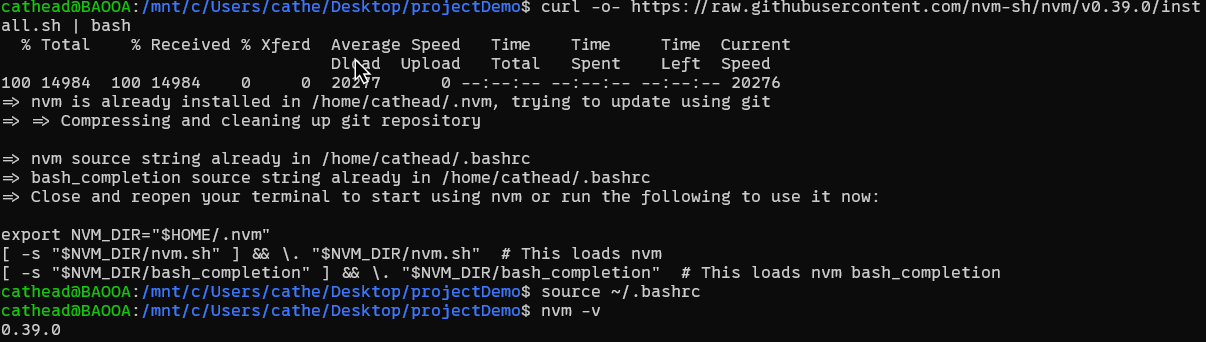 cathead@BAOOA:/mnt/c/Users/cathe/Desktop/projectDemo$ curl -o- https://raw.githubusercontent.com/nvm-sh/nvm/v0.39.0/inst
all.sh | bash
  % Total    % Received % Xferd  Average Speed   Time    Time     Time  Current
                                 Dload  Upload   Total   Spent    Left  Speed
100 14984  100 14984    0     0  20277      0 --:--:-- --:--:-- --:--:-- 20276
=> nvm is already installed in /home/cathead/.nvm, trying to update using git
=> => Compressing and cleaning up git repository

=> nvm source string already in /home/cathead/.bashrc
=> bash_completion source string already in /home/cathead/.bashrc
=> Close and reopen your terminal to start using nvm or run the following to use it now:

export NVM_DIR="$HOME/.nvm"
[ -s "$NVM_DIR/nvm.sh" ] && \. "$NVM_DIR/nvm.sh"  # This loads nvm
[ -s "$NVM_DIR/bash_completion" ] && \. "$NVM_DIR/bash_completion"  # This loads nvm bash_completion
cathead@BAOOA:/mnt/c/Users/cathe/Desktop/projectDemo$ source ~/.bashrc
cathead@BAOOA:/mnt/c/Users/cathe/Desktop/projectDemo$ nvm -v
0.39.0